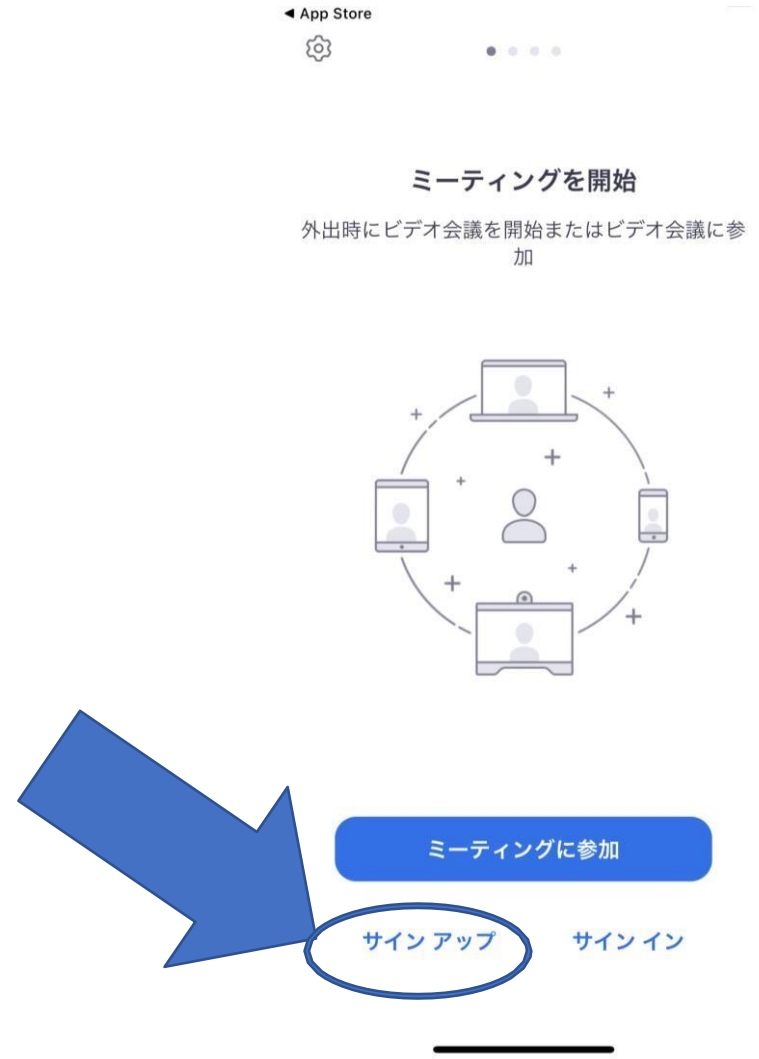 ◀ App Store
ミーティングを開始
外出時にビデオ会議を開始またはビデオ会議に参
加
ミーティングに参加
サイン アップ サイン イン